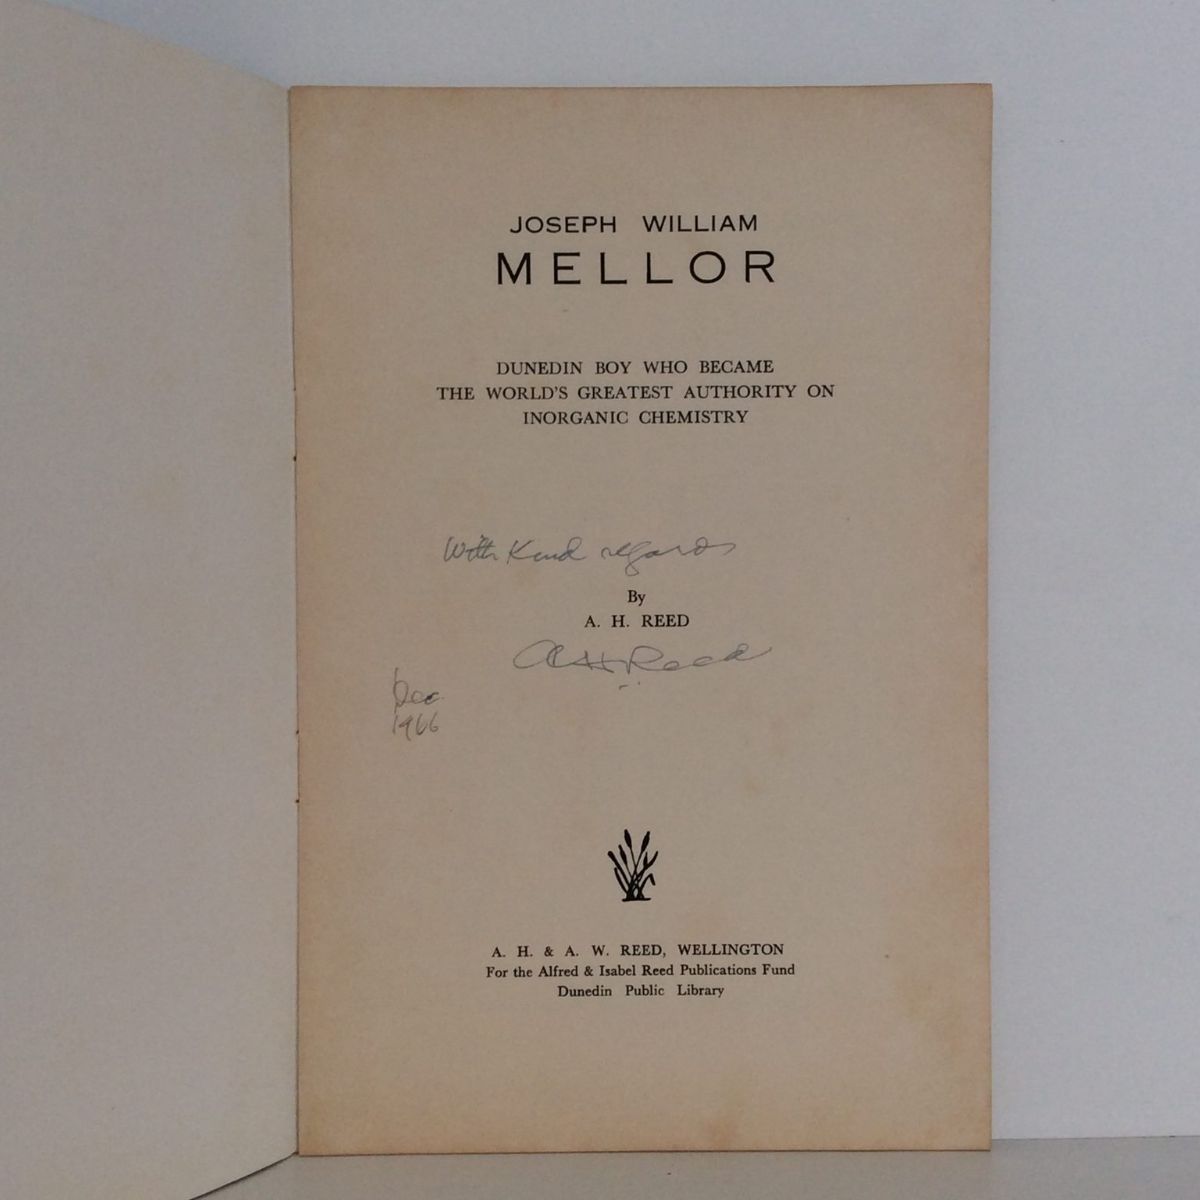 JOSEPH WILLIAM
MELLOR
DUNEDIN BOY WHO BECAME
THE WORLD'S GREATEST AUTHORITY ON
INORGANIC CHEMISTRY
With Kind regards
By
A. H. REED
A H Reed
Dec.
1966
A. H. & A. W. REED, WELLINGTON
For the Alfred & Isabel Reed Publications Fund
Dunedin Public Library